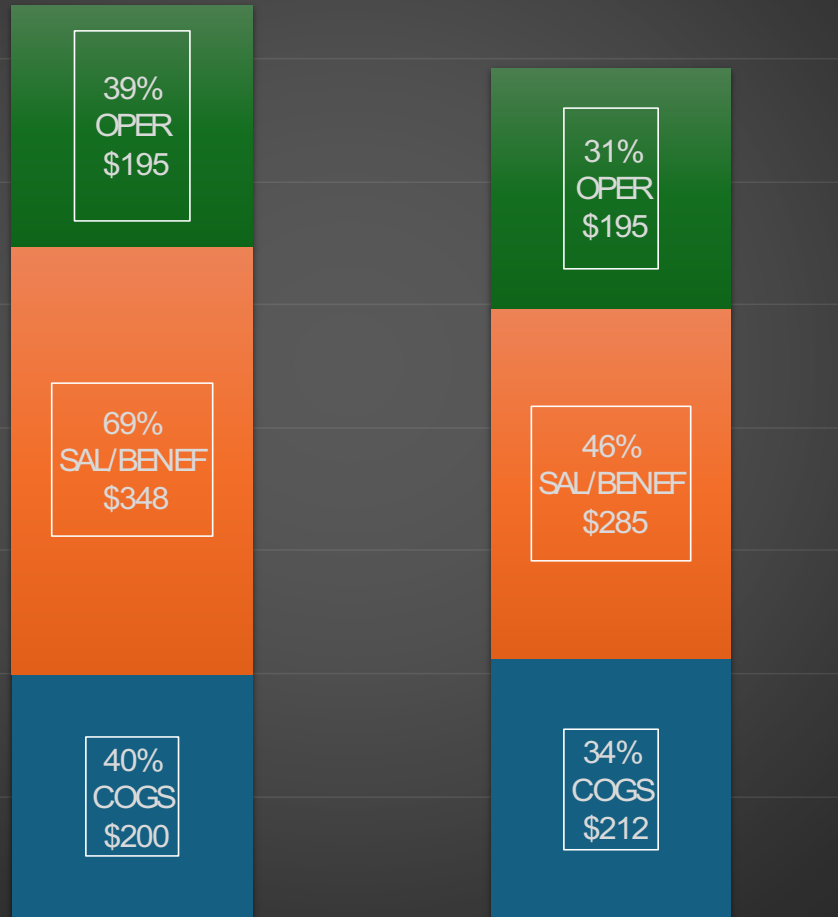 39%
OPER
$195
69%
SAL/BENEF
$348
40%
COGS
$200
31%
OPER
$195
46%
SAL/BENEF
$285
34%
COGS
$212